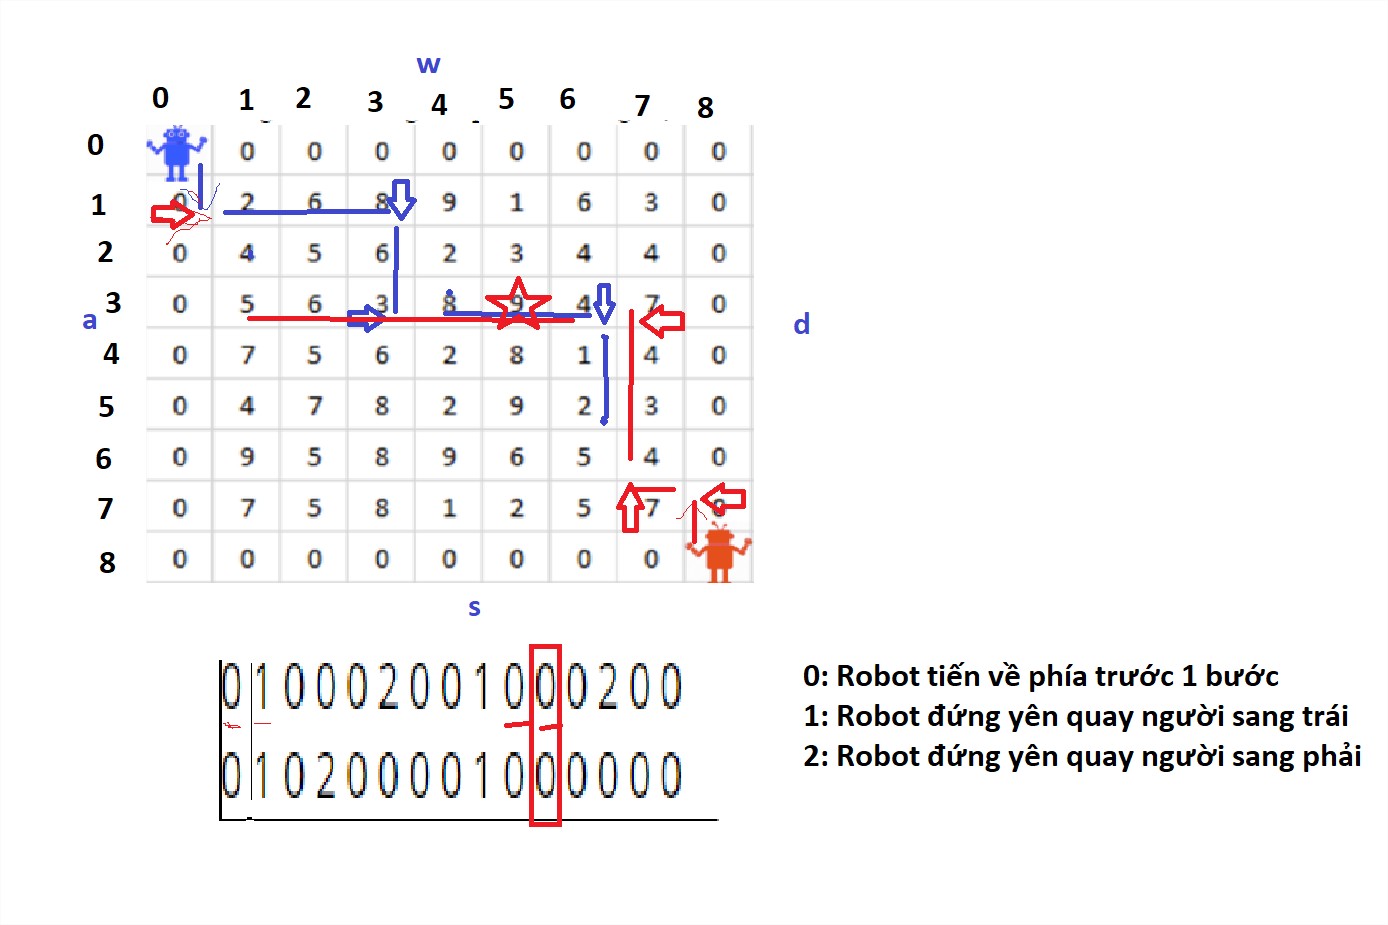 w
0 1 2 3 4 5 6 7 8
0 0 0 0 0 0 0 0 0
1 0 2 6 8 9 1 6 3 0
2 0 4 5 6 2 3 4 4 0
3 0 5 6 3 8 9 4 7 0
a d
4 0 7 5 6 2 8 1 4 0
5 0 4 7 8 2 9 2 3 0
6 0 9 5 8 9 6 5 4 0
7 0 7 5 8 1 2 5 7 0
8 0 0 0 0 0 0 0 0
s
0 1 0 0 0 2 0 0 1 0 0 0 2 0 0
0 1 0 2 0 0 0 0 1 0 0 0 0 0 0
0: Robot tiến về phía trước 1 bước
1: Robot đứng yên quay người sang trái
2: Robot đứng yên quay người sang phải